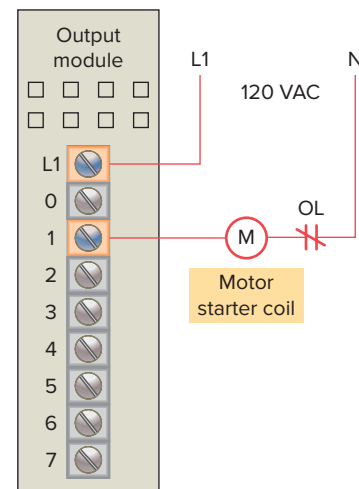 Output
module
L1
N
120 VAC
L1
0
1
M
OL
Motor
starter coil
2
3
4
5
6
7